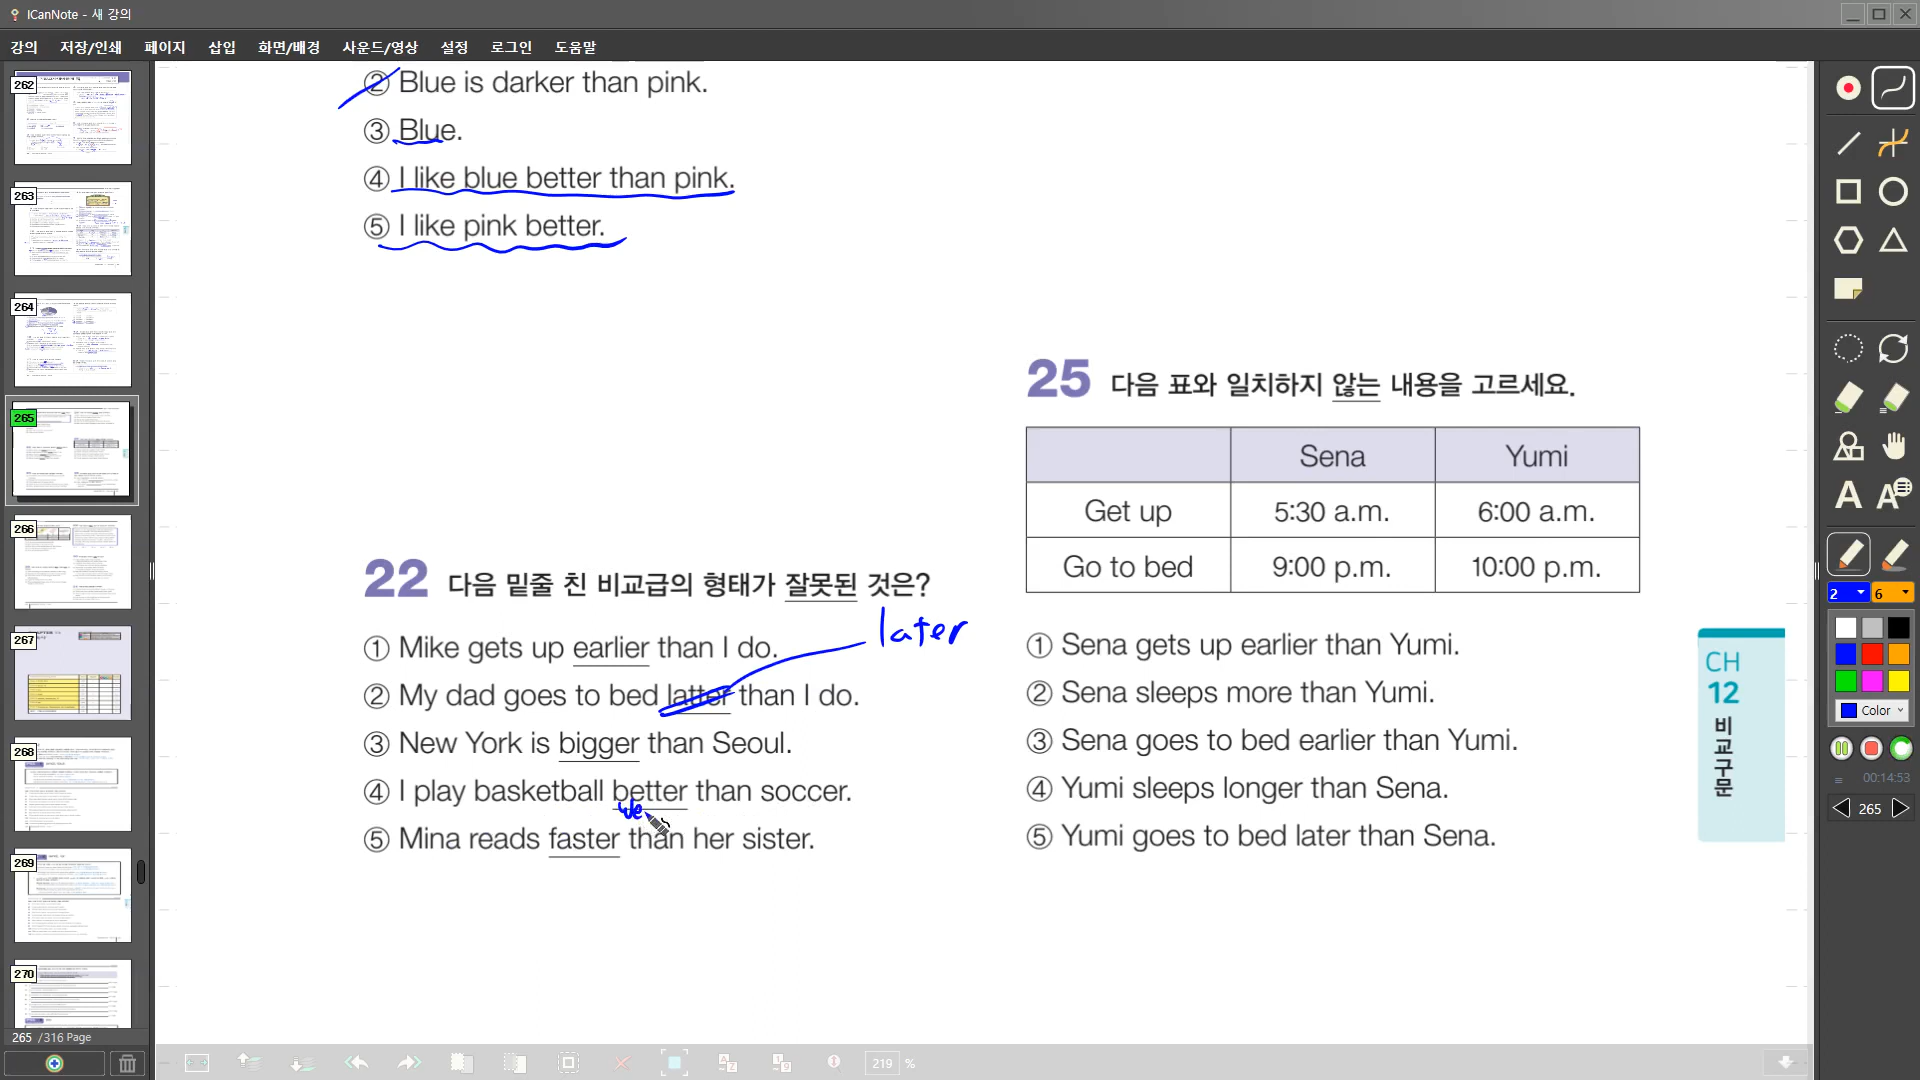 ICanNote - 새 강의
강의 저장/인쇄 페이지 삽입 화면/배경 사운드/영상 설정 로그인 도움말
262
263
264
265
266
267
268
269
270
265 /316 Page
② Blue is darker than pink.
③ Blue.
④ I like blue better than pink.
⑤ I like pink better.
22 다음 밑줄 친 비교급의 형태가 잘못된 것은?
later
① Mike gets up earlier than I do.
② My dad goes to bed latter than I do.
③ New York is bigger than Seoul.
④ I play basketball better than soccer.
we
⑤ Mina reads faster than her sister.
25 다음 표와 일치하지 않는 내용을 고르세요.
Sena Yumi
Get up 5:30 a.m. 6:00 a.m.
Go to bed 9:00 p.m. 10:00 p.m.
① Sena gets up earlier than Yumi.
② Sena sleeps more than Yumi.
③ Sena goes to bed earlier than Yumi.
④ Yumi sleeps longer than Sena.
⑤ Yumi goes to bed later than Sena.
CH
12
비교구문
A A
2 6
Color
00:14:53
265
219 %